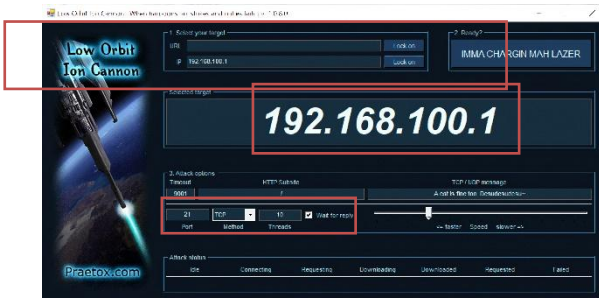 Low Orbit
Ion Cannon
1. Select your target
URL
Lock on
IP
192.168.100.1
Lock on
2. Ready?
IMMA CHARGIN MAH LAZER
Selected target
192.168.100.1
3. Attack options
Timeout
HTTP Subsite
TCP / UDP message
9001
/
21
TCP
10
Wait for reply
Port
Method
Threads
<= faster Speed slower =>
Attack status
Idle
Connecting
Requesting
Downloading
Downloaded
Requested
Failed
Praetox.com